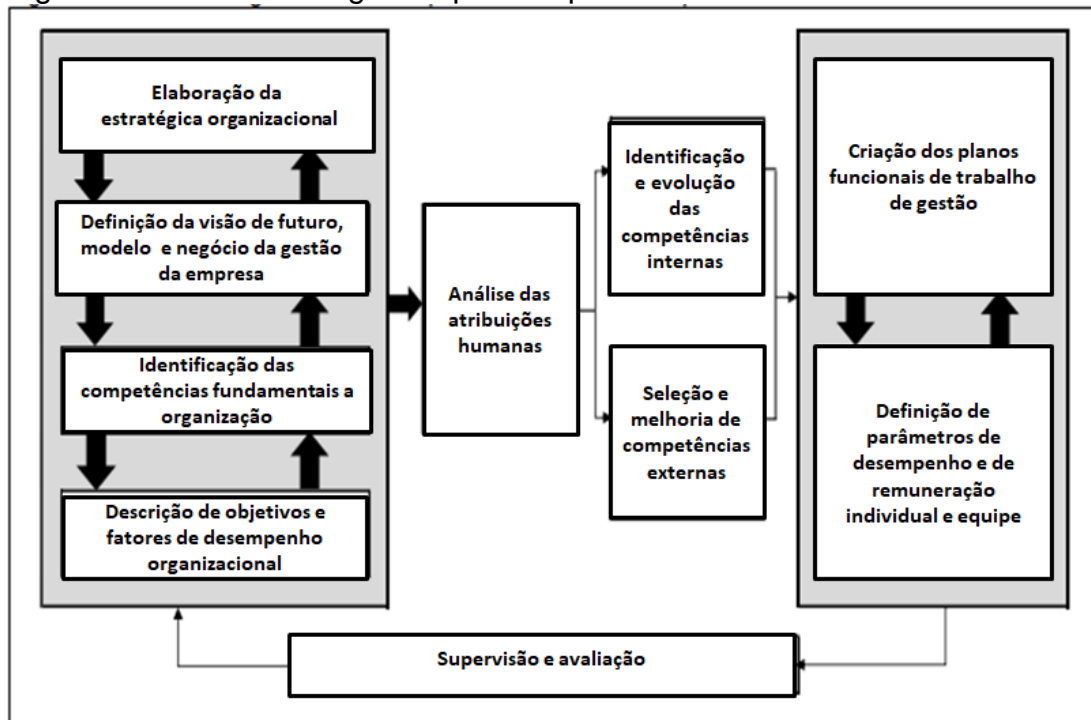 Elaboração da
estratégica organizacional
Definição da visão de futuro,
modelo e negócio da gestão
da empresa
Identificação das
competências fundamentais a
organização
Descrição de objetivos e
fatores de desempenho
organizacional
Análise das
atribuições
humanas
Identificação
e evolução
das
competências
internas
Seleção e
melhoria de
competências
externas
Criação dos planos
funcionais de trabalho
de gestão
Definição de
parâmetros de
desempenho e de
remuneração
individual e equipe
Supervisão e avaliação